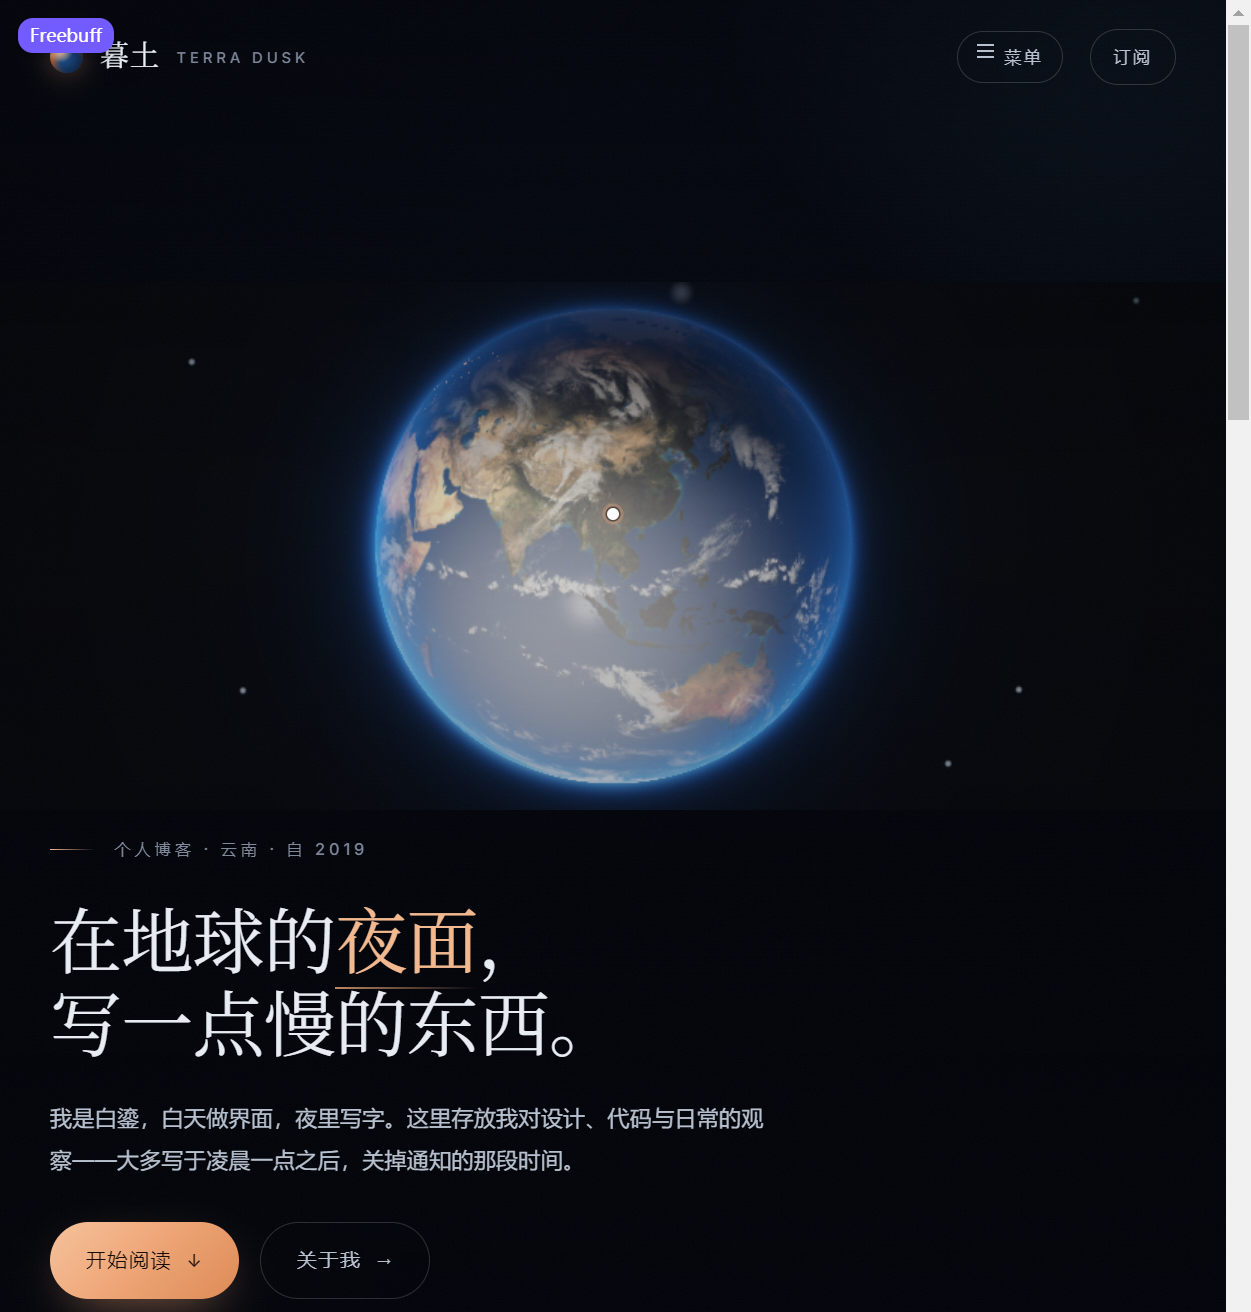 Freebuff
暮土 TERRA DUSK
菜单
订阅
个人博客 · 云南 · 自 2019
在地球的夜面，
写一点慢的东西。
我是白鎏，白天做界面，夜里写字。这里存放我对设计、代码与日常的观
察——大多写于凌晨一点之后，关掉通知的那段时间。
开始阅读 ↓
关于我 →